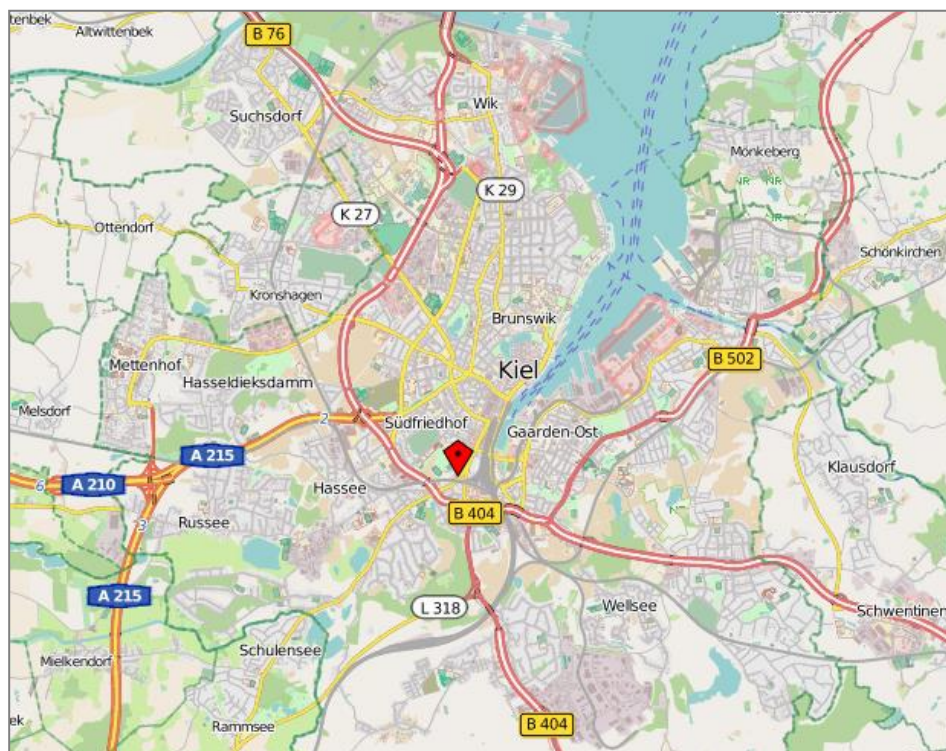 tenbek
Altwittenbek
B 76
Wik
Suchsdorf
Mönkeberg
K 29
K 27
Ottendorf
Schönkirchen
Kronshagen
Brunswik
Kiel
B 502
Mettenhof
Hasseldieksdamm
Melsdorf
2
Südfriedhof
Gaarden-Ost
A 215
Klausdorf
6
A 210
Hassee
B 404
3
Russee
A 215
L 318
Wellsee
Schwentinen
Schulensee
Mielkendorf
ek
Rammsee
B 404